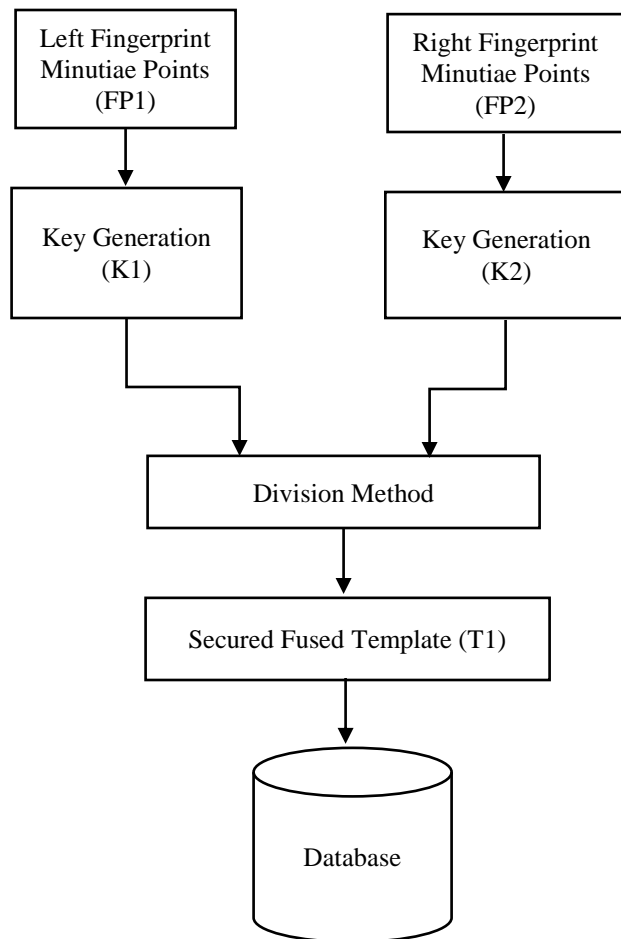 Left Fingerprint
Minutiae Points
(FP1)
Right Fingerprint
Minutiae Points
(FP2)
Key Generation
(K1)
Key Generation
(K2)
Division Method
Secured Fused Template (T1)
Database